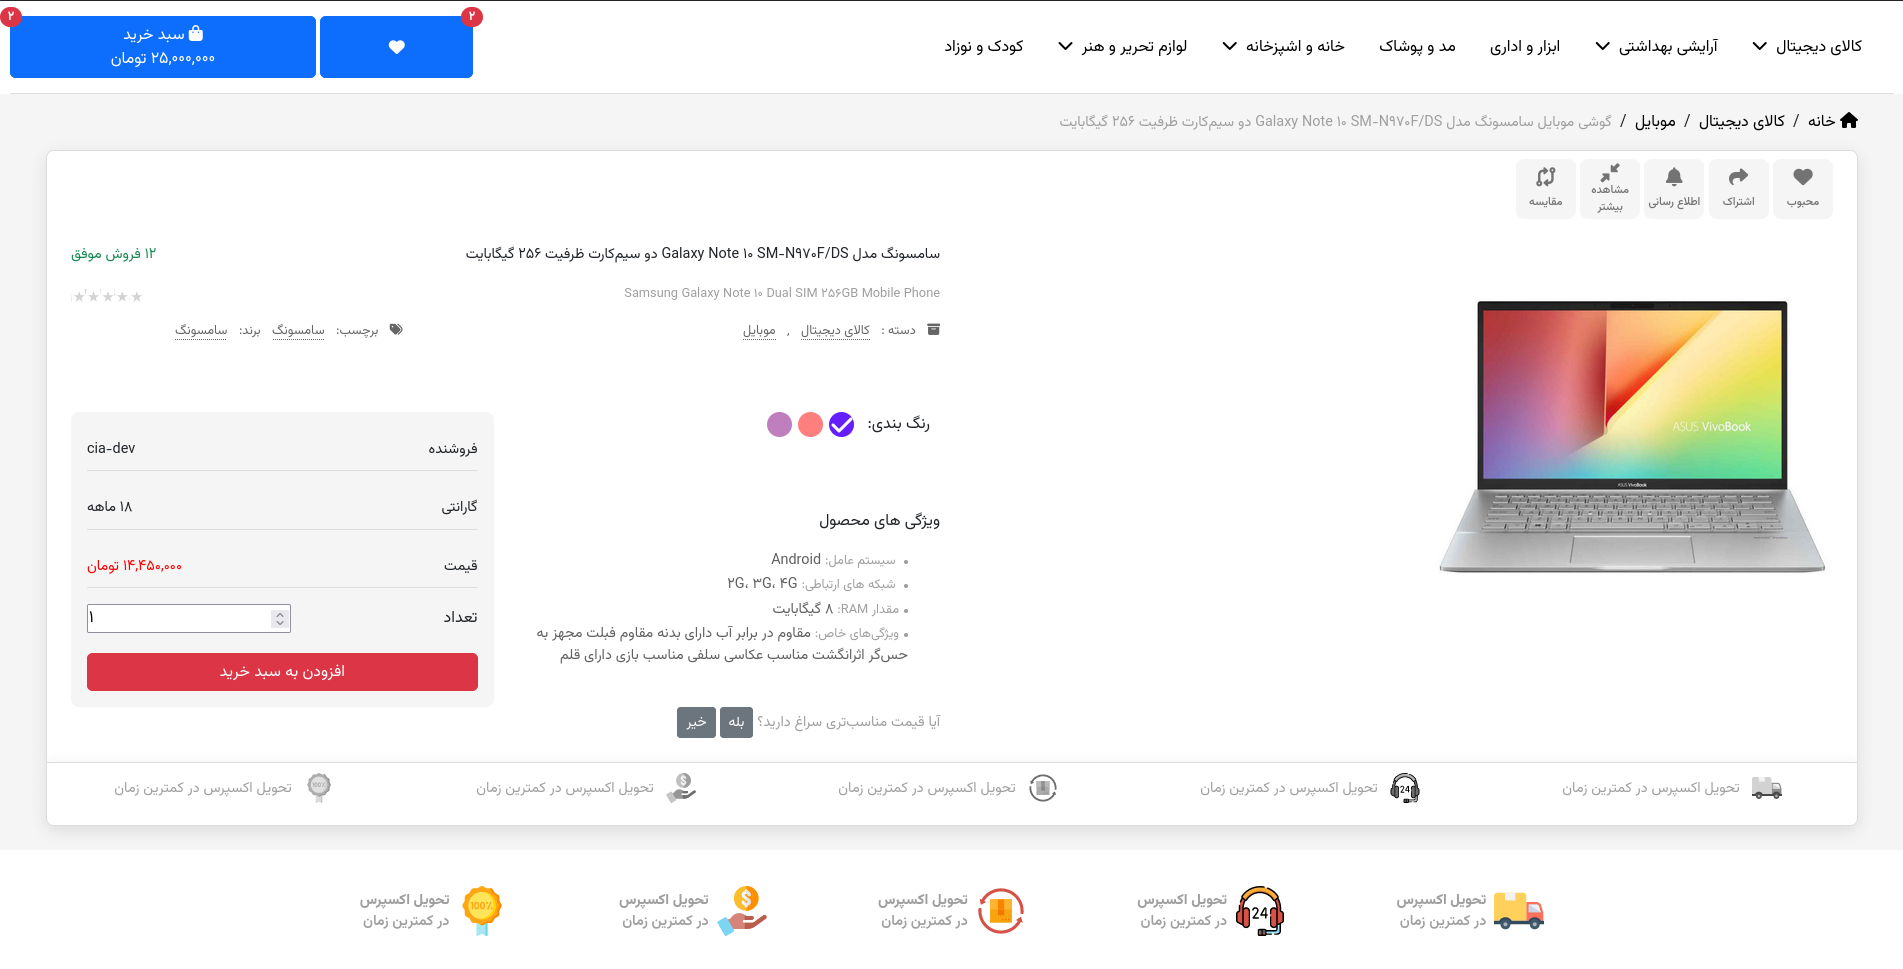 کالای دیجیتال
آرایشی بهداشتی
ابزار و اداری
مد و پوشاک
خانه و اشپزخانه
لوازم تحریر و هنر
کودک و نوزاد
۲
۲
سبد خرید
۲۵,۰۰۰,۰۰۰ تومان
خانه / کالای دیجیتال / موبایل / گوشی موبایل سامسونگ مدل Galaxy Note ۱۰ SM-N۹۷۰F/DS دو سیم‌کارت ظرفیت ۲۵۶ گیگابایت
محبوب
اشتراک
اطلاع رسانی
مشاهده
بیشتر
مقایسه
ASUS VivoBook
ASUS VivoBook
سامسونگ مدل Galaxy Note ۱۰ SM-N۹۷۰F/DS دو سیم‌کارت ظرفیت ۲۵۶ گیگابایت
۱۲ فروش موفق
Samsung Galaxy Note ۱۰ Dual SIM ۲۵۶GB Mobile Phone
دسته : کالای دیجیتال , موبایل
برچسب: سامسونگ برند: سامسونگ
رنگ بندی:
ویژگی های محصول
سیستم عامل: Android
شبکه های ارتباطی: ۲G، ۳G، ۴G
مقدار RAM: ۸ گیگابایت
ویژگی‌های خاص: مقاوم در برابر آب دارای بدنه مقاوم فبلت مجهز به
حس‌گر اثرانگشت مناسب عکاسی سلفی مناسب بازی دارای قلم
آیا قیمت مناسب‌تری سراغ دارید؟ بله خیر
فروشنده cia-dev
گارانتی ۱۸ ماهه
قیمت ۱۴,۴۵۰,۰۰۰ تومان
تعداد ۱
افزودن به سبد خرید
تحویل اکسپرس در کمترین زمان
24
تحویل اکسپرس در کمترین زمان
تحویل اکسپرس در کمترین زمان
$
تحویل اکسپرس در کمترین زمان
100%
تحویل اکسپرس در کمترین زمان
تحویل اکسپرس
در کمترین زمان
24
تحویل اکسپرس
در کمترین زمان
تحویل اکسپرس
در کمترین زمان
$
تحویل اکسپرس
در کمترین زمان
100%
تحویل اکسپرس
در کمترین زمان